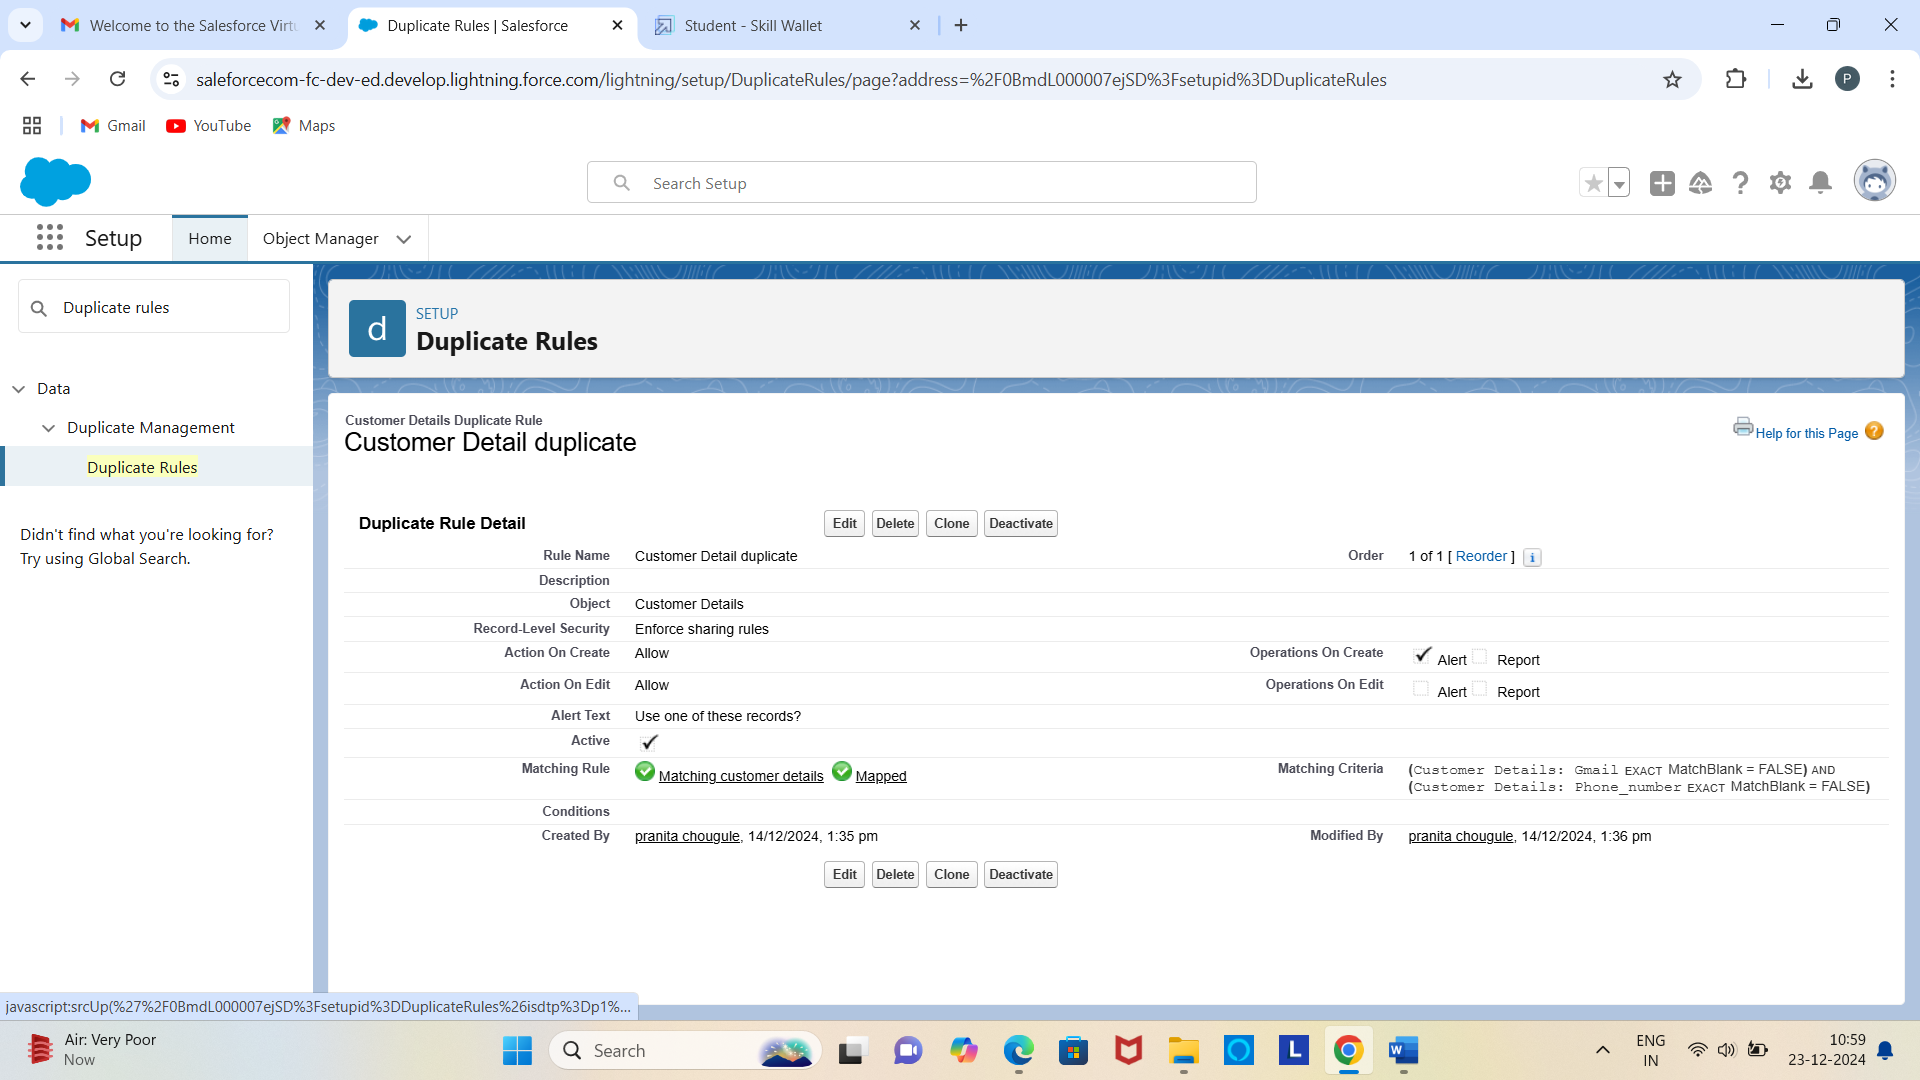 Welcome to the Salesforce Virtu
Duplicate Rules | Salesforce
Student - Skill Wallet
saleforcecom-fc-dev-ed.develop.lightning.force.com/lightning/setup/DuplicateRules/page?address=%2F0BmdL000007ejSD%3Fsetupid%3DDuplicateRules
P
Gmail
YouTube
Maps
Search Setup
Setup
Home
Object Manager
Duplicate rules
Data
Duplicate Management
Duplicate Rules
Didn't find what you're looking for?
Try using Global Search.
d
SETUP
Duplicate Rules
Customer Details Duplicate Rule
Customer Detail duplicate
Help for this Page ?
Duplicate Rule Detail
Edit Delete Clone Deactivate
Rule Name Customer Detail duplicate Order 1 of 1 [ Reorder ] i
Description
Object Customer Details
Record-Level Security Enforce sharing rules
Action On Create Allow Operations On Create Alert Report
Action On Edit Allow Operations On Edit Alert Report
Alert Text Use one of these records?
Active
Matching Rule Matching customer details Mapped Matching Criteria (Customer Details: Gmail EXACT MatchBlank = FALSE) AND
(Customer Details: Phone_number EXACT MatchBlank = FALSE)
Conditions
Created By pranita chougule, 14/12/2024, 1:35 pm Modified By pranita chougule, 14/12/2024, 1:36 pm
Edit Delete Clone Deactivate
javascript:srcUp(%27%2F0BmdL000007ejSD%3Fsetupid%3DDuplicateRules%26isdtp%3Dp1%...
Air: Very Poor
Now
Search
L
W
ENG
IN
10:59
23-12-2024